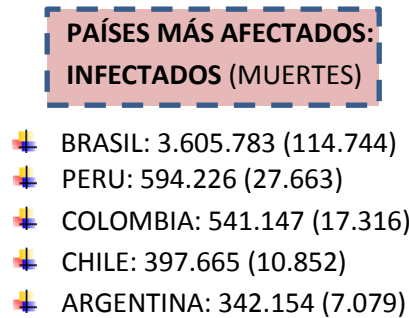 PAÍSES MÁS AFECTADOS:
INFECTADOS (MUERTES)
BRASIL: 3.605.783 (114.744)
PERU: 594.226 (27.663)
COLOMBIA: 541.147 (17.316)
CHILE: 397.665 (10.852)
ARGENTINA: 342.154 (7.079)